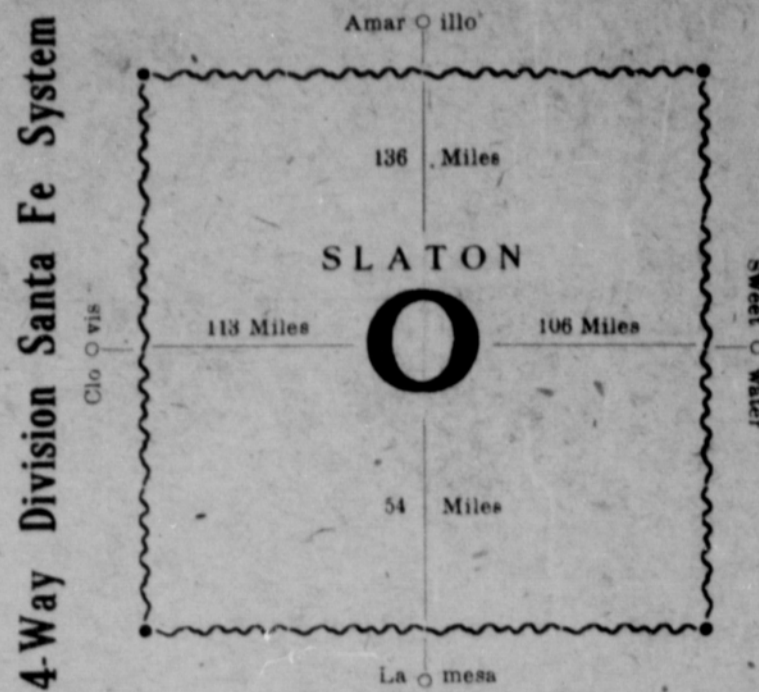 Amar illo
4-Way Division Santa Fe System
136 Miles
SLATON
O
Clo vis
113 Miles
106 Miles
Sweet water
54 Miles
La mesa